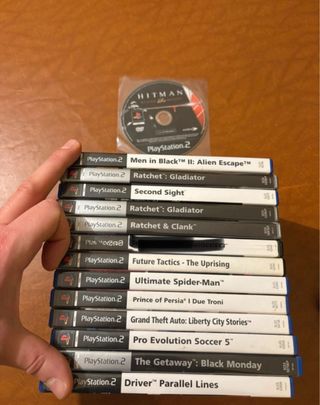 HITMAN
PlayStation.2
PlayStation.2 Men in Black™ II: Alien Escape™
PlayStation.2 Ratchet: Gladiator
PlayStation.2 Second Sight™
PlayStation.2 Ratchet: Gladiator
PlayStation.2 Ratchet & Clank™
PlayStation.2 Future Tactics - The Uprising
PlayStation.2 Ultimate Spider-Man™
PlayStation.2 Prince of Persia® I Due Troni
PlayStation.2 Grand Theft Auto: Liberty City Stories™
PlayStation.2 Pro Evolution Soccer 5™
PlayStation.2 The Getaway: Black Monday
PlayStation.2 Driver™ Parallel Lines